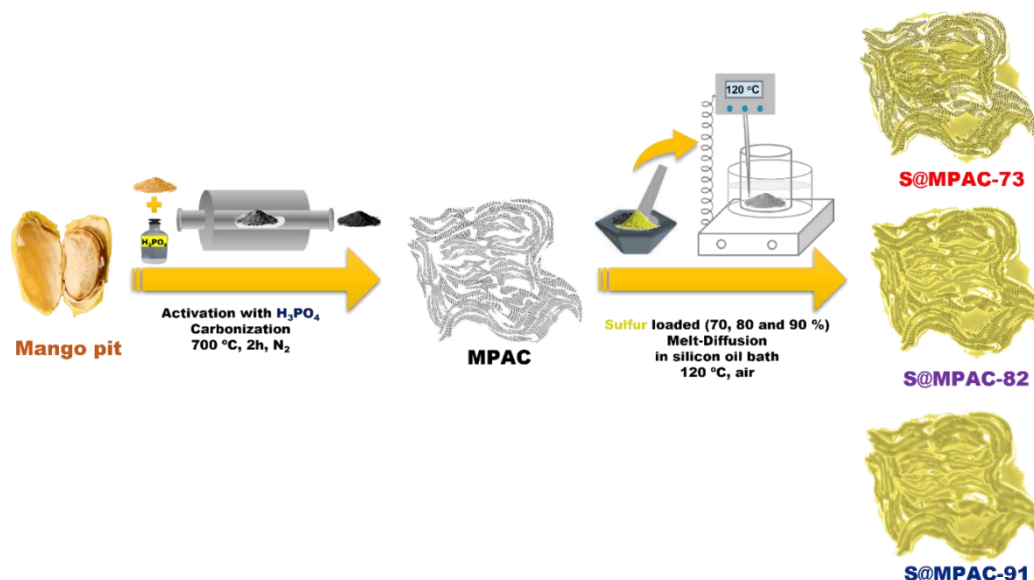 120 °C
S@MPAC-73
+
H₃PO₄
Activation with H₃PO₄
Carbonization
700 °C, 2h, N₂
Mango pit
MPAC
Sulfur loaded (70, 80 and 90 %)
Melt-Diffusion
in silicon oil bath
120 °C, air
S@MPAC-82
S@MPAC-91